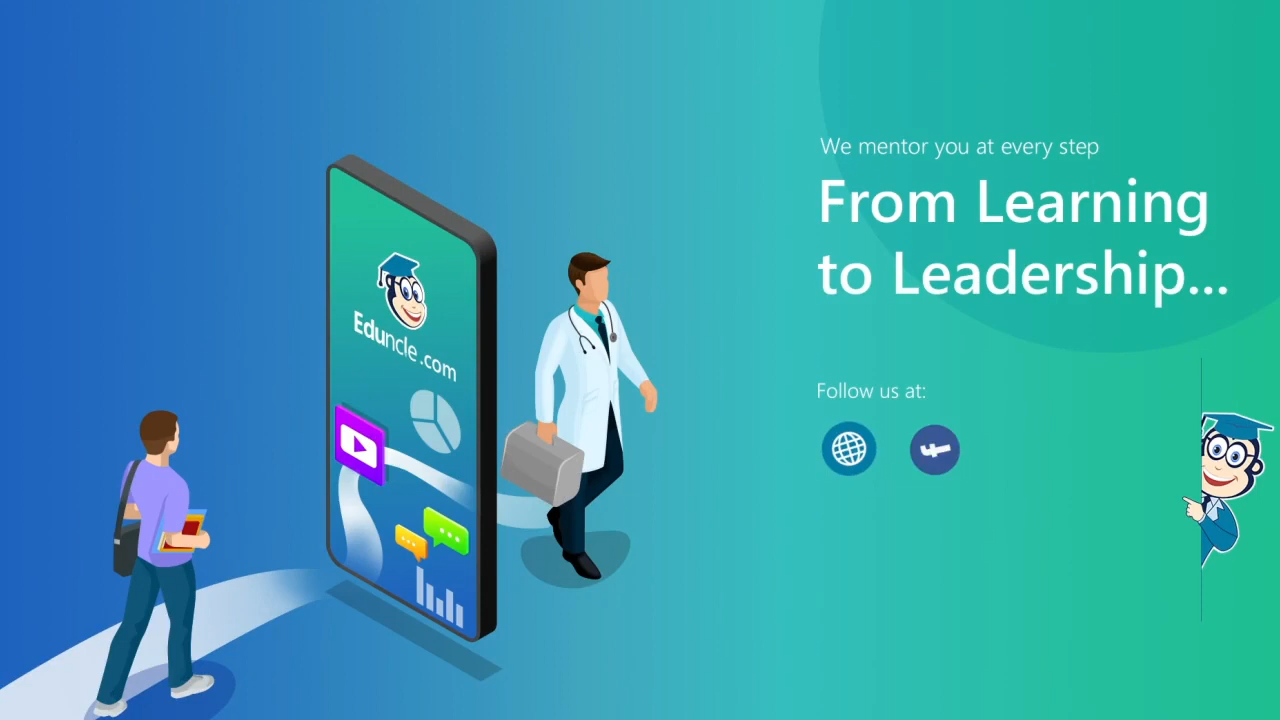 We mentor you at every step
From Learning
to Leadership...
Eduncle.com
Follow us at: